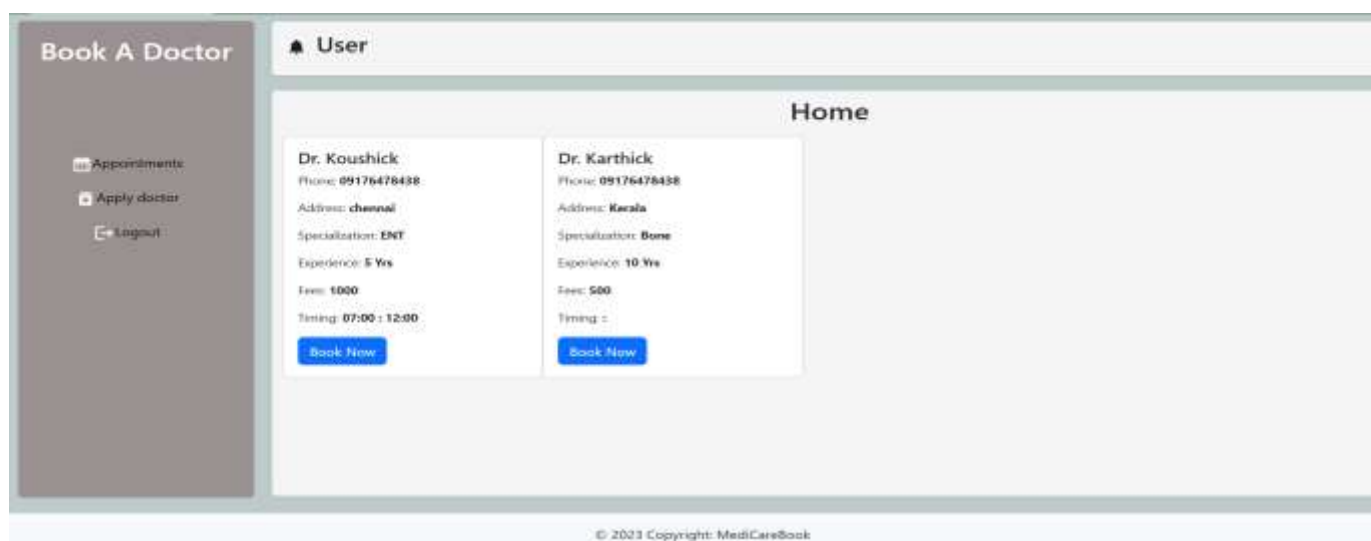 Book A Doctor
Appointments
Apply doctor
Logout
User
Home
Dr. Koushick
Phone: 09176478438
Address: chennai
Specialization: ENT
Experience: 5 Yrs
Fees: 1000
Timing: 07:00 : 12:00
Book Now
Dr. Karthick
Phone: 09176478438
Address: Kerala
Specialization: Bone
Experience: 10 Yrs
Fees: 500
Timing: :
Book Now
© 2023 Copyright: MediCareBook